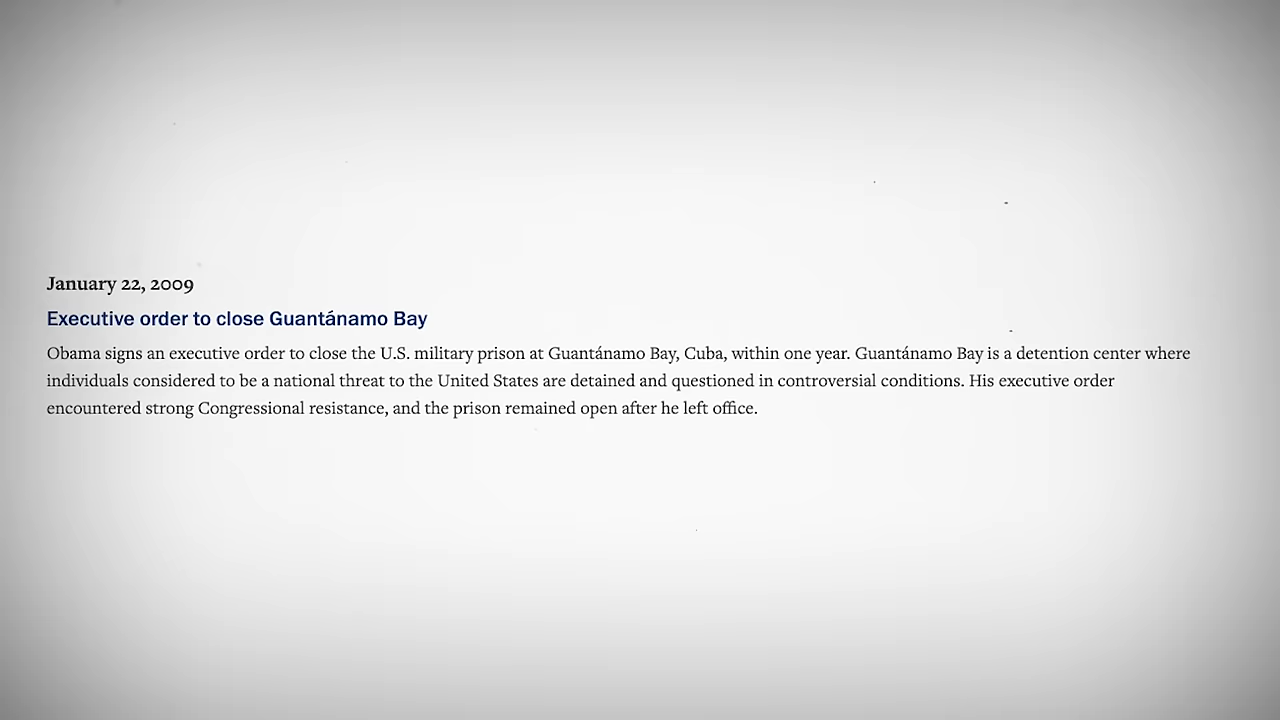 January 22, 2009
Executive order to close Guantánamo Bay
Obama signs an executive order to close the U.S. military prison at Guantánamo Bay, Cuba, within one year. Guantánamo Bay is a detention center where
individuals considered to be a national threat to the United States are detained and questioned in controversial conditions. His executive order
encountered strong Congressional resistance, and the prison remained open after he left office.